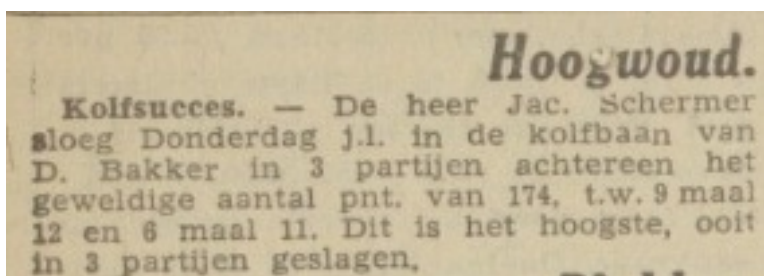 Hoogwoud.
Kolfsucces. — De heer Jac. Schermer
sloeg Donderdag j.l. in de kolfbaan van
D. Bakker in 3 partijen achtereen het
geweldige aantal pnt. van 174, t.w. 9 maal
12 en 6 maal 11. Dit is het hoogste, ooit
in 3 partijen geslagen.